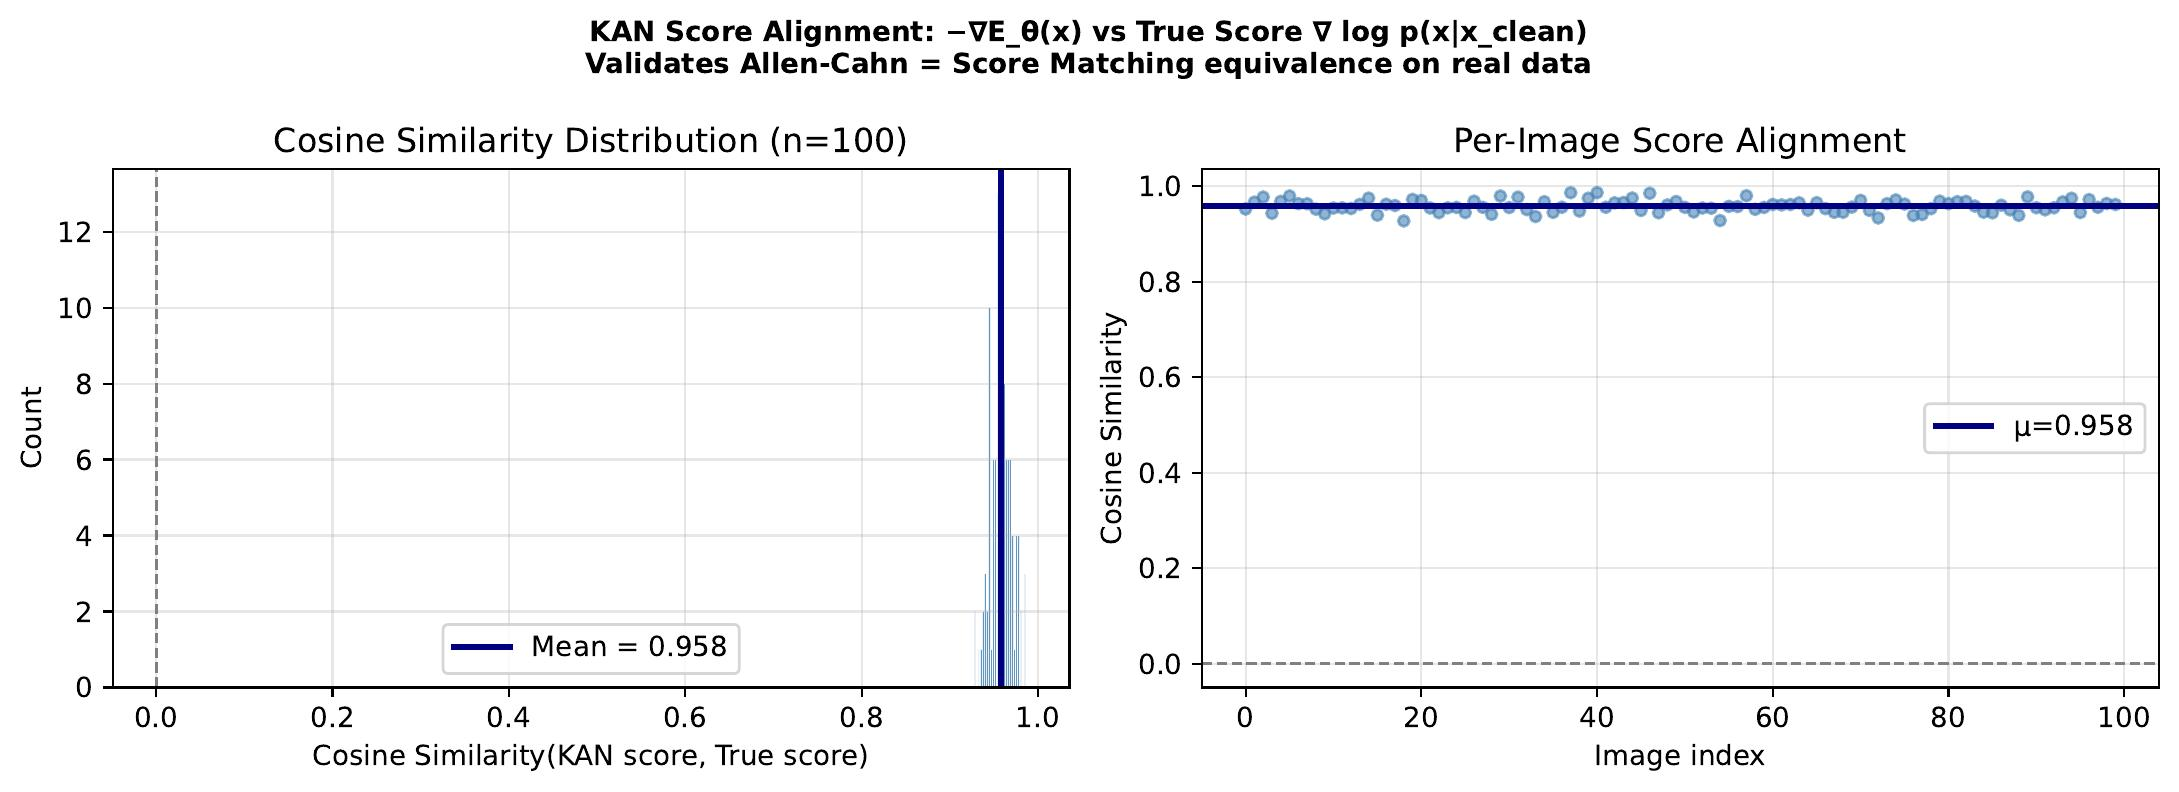 KAN Score Alignment: −∇E_θ(x) vs True Score ∇ log p(x|x_clean)
Validates Allen-Cahn = Score Matching equivalence on real data
Cosine Similarity Distribution (n=100)
Count
12
10
8
6
4
2
0
Mean = 0.958
0.0 0.2 0.4 0.6 0.8 1.0
Cosine Similarity(KAN score, True score)
Per-Image Score Alignment
Cosine Similarity
1.0
0.8
0.6
0.4
0.2
0.0
μ=0.958
0 20 40 60 80 100
Image index